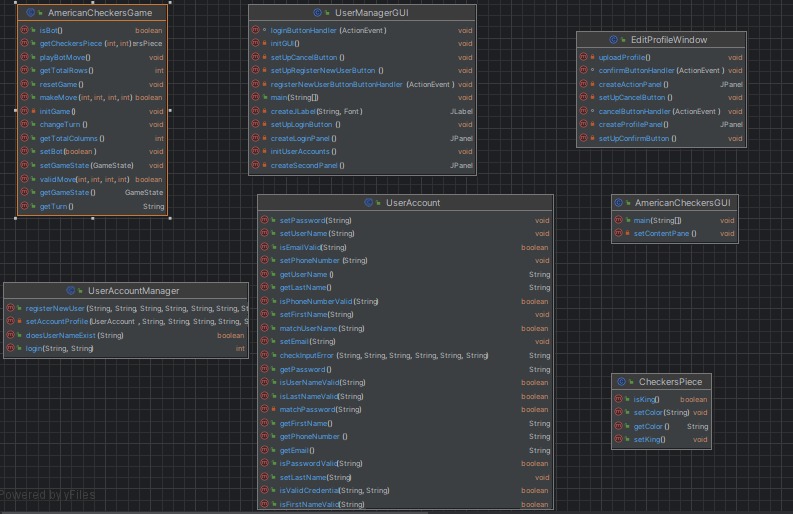 AmericanCheckersGame
isBot() boolean
getCheckersPiece (int, int) ersPiece
playBotMove() void
getTotalRows() int
resetGame() void
makeMove(int, int, int, int) boolean
initGame() void
changeTurn () void
getTotalColumns () int
setBot(boolean ) void
setGameState(GameState) void
validMove(int, int, int, int) boolean
getGameState () GameState
getTurn () String
UserManagerGUI
loginButtonHandler (ActionEvent ) void
initGUI() void
setUpCancelButton () void
setUpRegisterNewUserButton () void
registerNewUserButtonButtonHandler (ActionEvent ) void
main(String[]) void
createJLabel(String, Font ) JLabel
setUpLoginButton () void
createLoginPanel () JPanel
initUserAccounts () void
createSecondPanel () JPanel
EditProfileWindow
uploadProfile() void
confirmButtonHandler (ActionEvent ) void
createActionPanel () JPanel
setUpCancelButton () void
cancelButtonHandler (ActionEvent ) void
createProfilePanel () JPanel
setUpConfirmButton () void
UserAccount
setPassword(String) void
setUserName (String) void
isEmailValid(String) boolean
setPhoneNumber (String) void
getUserName () String
getLastName() String
isPhoneNumberValid (String) boolean
setFirstName() void
matchUserName (String) boolean
setEmail(String) void
checkInputError (String, String, String, String, String, String) String
getPassword() String
isUserNameValid(String) boolean
isLastNameValid(String) boolean
matchPassword(String) boolean
getFirstName() String
getPhoneNumber () String
getEmail() String
isPasswordValid(String) boolean
setLastName(String) void
isValidCredential(String, String) boolean
isFirstNameValid(String) boolean
AmericanCheckersGUI
main(String[]) void
setContentPane () void
UserAccountManager
registerNewUser (String, String, String, String, String, String, St
setAccountProfile(UserAccount , String, String, String, String, S
doesUserNameExist (String) boolean
login(String, String) int
CheckersPiece
isKing() boolean
setColor(String) void
getColor () String
setKing() void
Powered by yFiles